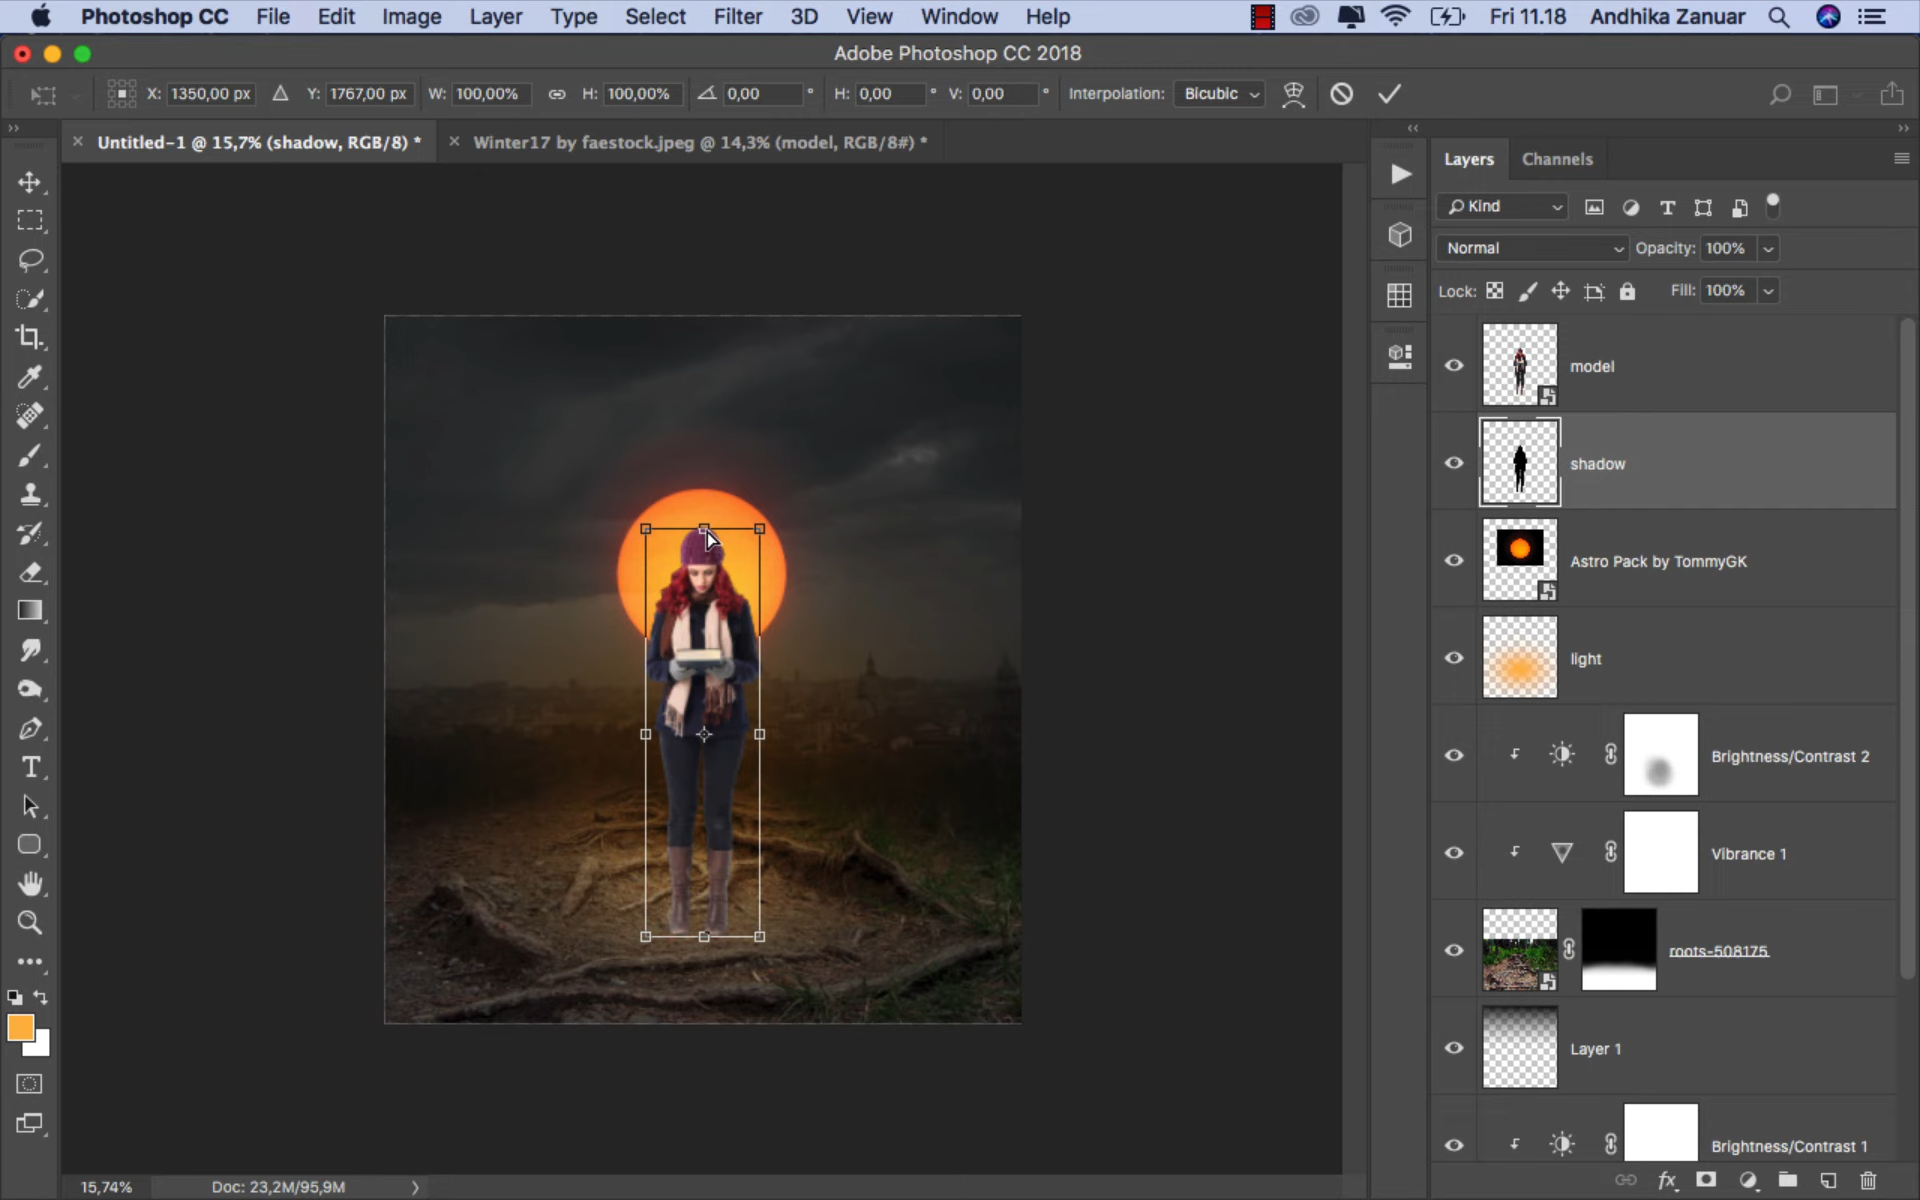 Photoshop CC File Edit Image Layer Type Select Filter 3D View Window Help Fri 11.18 Andhika Zanuar
Adobe Photoshop CC 2018
X: 1350,00 px Y: 1767,00 px W: 100,00% H: 100,00% 0,00 ° H: 0,00 ° V: 0,00 ° Interpolation: Bicubic
Untitled-1 @ 15,7% (shadow, RGB/8) * Winter17 by faestock.jpeg @ 14,3% (model, RGB/8#) *
Layers Channels
Kind
Normal Opacity: 100%
Lock: Fill: 100%
model
shadow
Astro Pack by TommyGK
light
Brightness/Contrast 2
Vibrance 1
roots-508175
Layer 1
Brightness/Contrast 1
15,74% Doc: 23,2M/95,9M